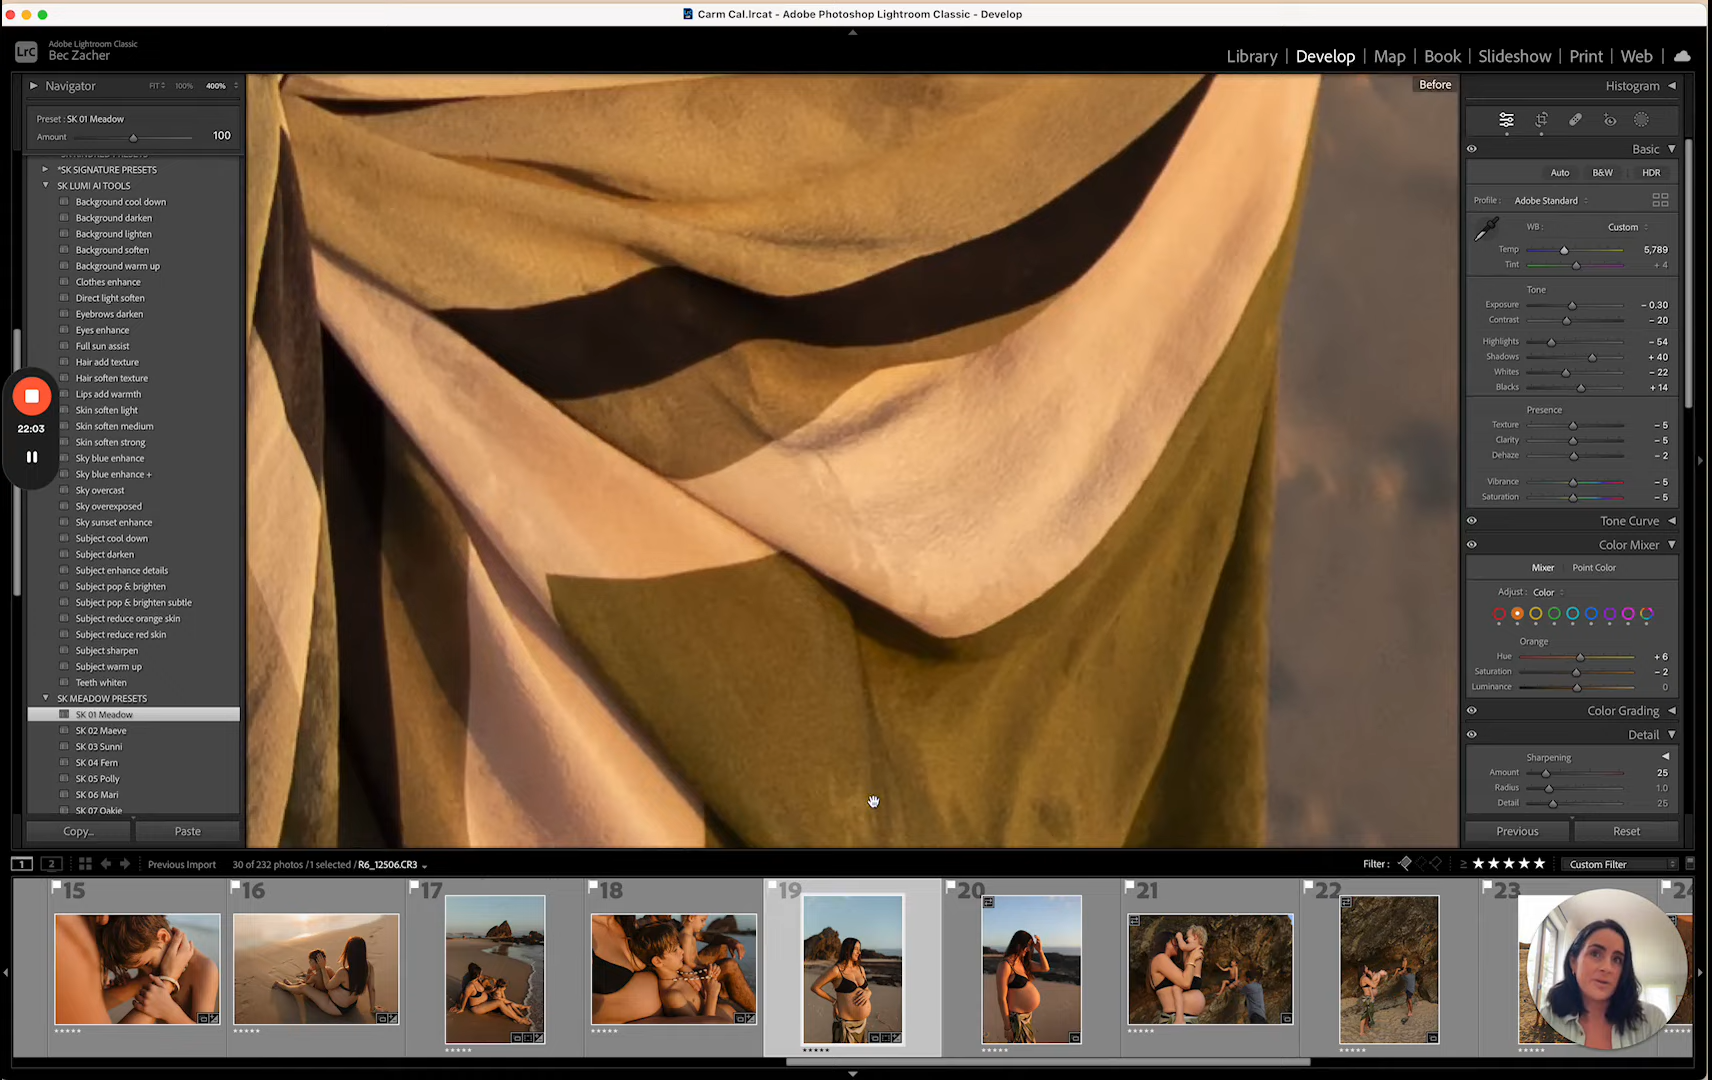 Carm Cal.lrcat - Adobe Photoshop Lightroom Classic - Develop
LrC
Adobe Lightroom Classic
Bec Zacher
Library | Develop | Map | Book | Slideshow | Print | Web
Navigator
FIT 100% 400%
Preset : SK 01 Meadow
Amount 100
*SK SIGNATURE PRESETS
SK LUMI AI TOOLS
Background cool down
Background darken
Background lighten
Background soften
Background warm up
Clothes enhance
Direct light soften
Eyebrows darken
Eyes enhance
Full sun assist
Hair add texture
Hair soften texture
Lips add warmth
Skin soften light
Skin soften medium
Skin soften strong
Sky blue enhance
Sky blue enhance +
Sky overcast
Sky overexposed
Sky sunset enhance
Subject cool down
Subject darken
Subject enhance details
Subject pop & brighten
Subject pop & brighten subtle
Subject reduce orange skin
Subject reduce red skin
Subject sharpen
Subject warm up
Teeth whiten
SK MEADOW PRESETS
SK 01 Meadow
SK 02 Maeve
SK 03 Sunni
SK 04 Fern
SK 05 Polly
SK 06 Mari
SK 07 Oakie
Copy...
Paste
22:03
Before
Histogram
Basic
Auto B&W HDR
Profile : Adobe Standard
WB : Custom
Temp 5,789
Tint + 4
Tone
Exposure - 0.30
Contrast - 20
Highlights - 54
Shadows + 40
Whites - 22
Blacks + 14
Presence
Texture - 5
Clarity - 5
Dehaze - 2
Vibrance - 5
Saturation - 5
Tone Curve
Color Mixer
Mixer Point Color
Adjust : Color
Orange
Hue + 6
Saturation - 2
Luminance 0
Color Grading
Detail
Sharpening
Amount 25
Radius 1.0
Detail 25
Previous
Reset
1 2 Previous Import 30 of 232 photos / 1 selected / R6_12506.CR3
Filter : ≥ ★★★★★ Custom Filter
15 16 17 18 19 20 21 22 23 24